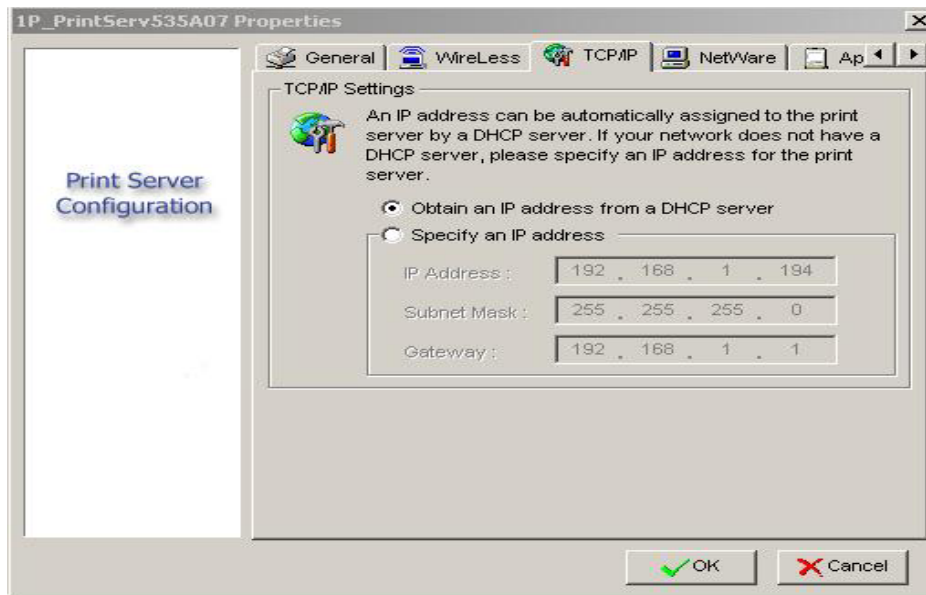 1P_PrintServ535A07 Properties
General WireLess TCP/IP NetWare Ap
TCP/IP Settings
An IP address can be automatically assigned to the print
server by a DHCP server. If your network does not have a
DHCP server, please specify an IP address for the print
server.
Print Server
Configuration
Obtain an IP address from a DHCP server
Specify an IP address
IP Address : 192 . 168 . 1 . 194
Subnet Mask : 255 . 255 . 255 . 0
Gateway : 192 . 168 . 1 . 1
OK Cancel